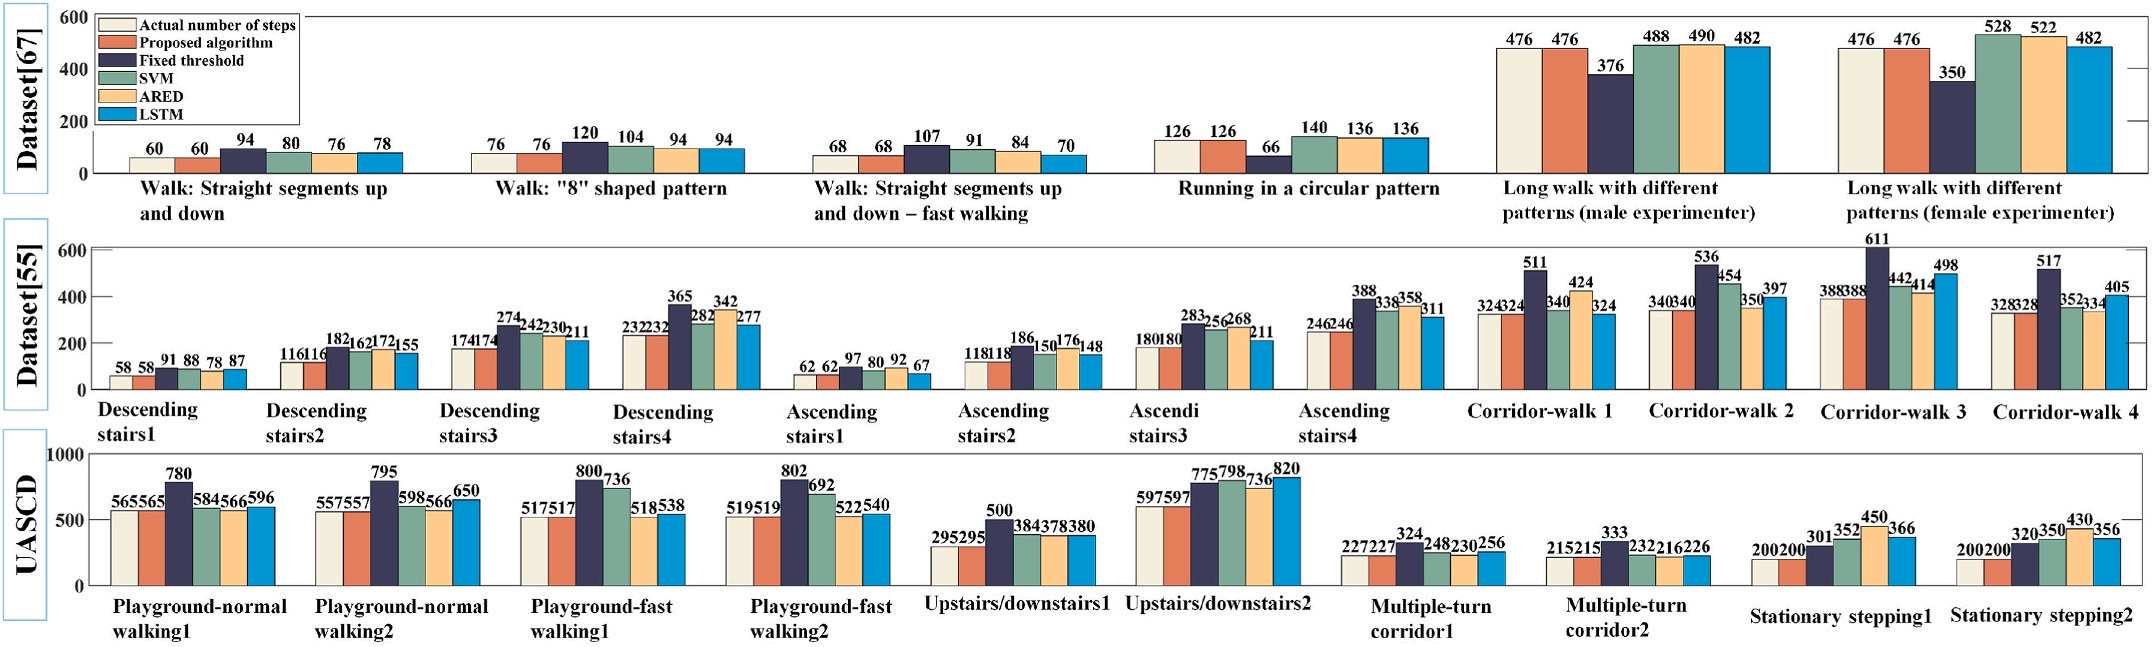 Dataset[67]
600
400
200
0
Actual number of steps
Proposed algorithm
Fixed threshold
SVM
ARED
LSTM
60 60 94 80 76 78
76 76 120 104 94 94
68 68 107 91 84 70
126 126 66 140 136 136
476 476 376 488 490 482
476 476 350 528 522 482
Walk: Straight segments up
and down
Walk: "8" shaped pattern
Walk: Straight segments up
and down – fast walking
Running in a circular pattern
Long walk with different
patterns (male experimenter)
Long walk with different
patterns (female experimenter)
Dataset[55]
600
400
200
0
58 58 91 88 78 87
116 116 182 162 172 155
174 174 274 242 230 211
232 232 365 282 342 277
62 62 97 80 92 67
118 118 186 150 176 148
180 180 283 256 268 211
246 246 388 338 358 311
324 324 511 340 424 324
340 340 536 454 350 397
388 388 611 442 414 498
328 328 517 352 334 405
Descending
stairs1
Descending
stairs2
Descending
stairs3
Descending
stairs4
Ascending
stairs1
Ascending
stairs2
Ascendi
stairs3
Ascending
stairs4
Corridor-walk 1
Corridor-walk 2
Corridor-walk 3
Corridor-walk 4
UASCD
1000
500
0
565 565 780 584 566 596
557 557 795 598 566 650
517 517 800 736 518 538
519 519 802 692 522 540
295 295 500 384 378 380
597 597 775 798 736 820
227 227 324 248 230 256
215 215 333 232 216 226
200 200 301 352 450 366
200 200 320 350 430 356
Playground-normal
walking1
Playground-normal
walking2
Playground-fast
walking1
Playground-fast
walking2
Upstairs/downstairs1
Upstairs/downstairs2
Multiple-turn
corridor1
Multiple-turn
corridor2
Stationary stepping1
Stationary stepping2